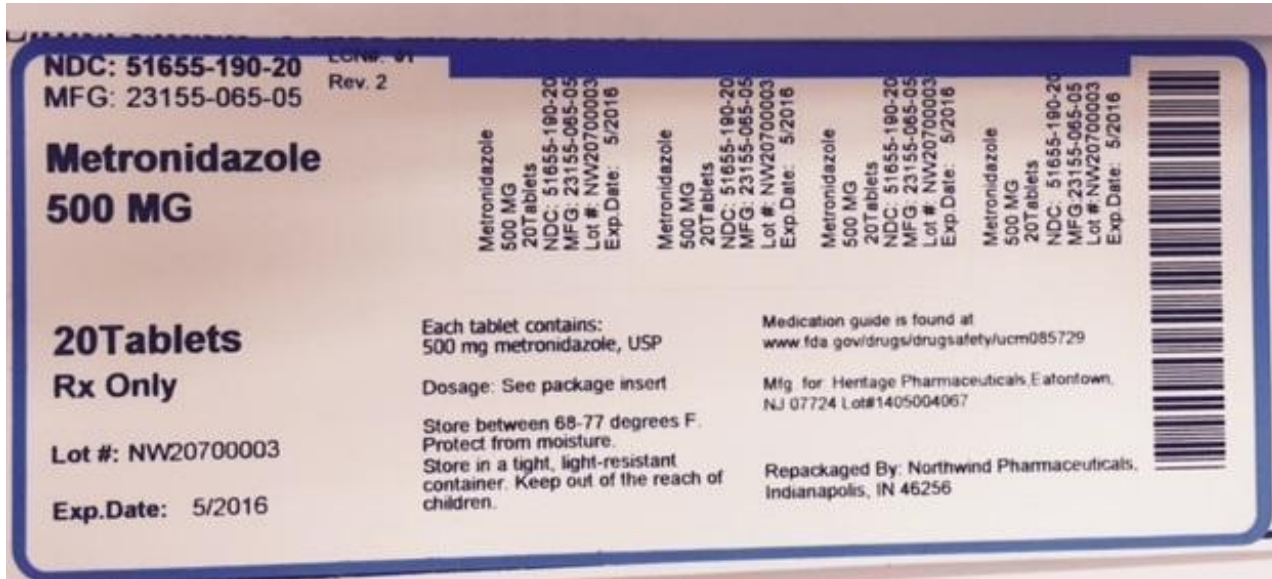 NDC: 51655-190-20
MFG: 23155-065-05
Rev. 2
Metronidazole
500 MG
20Tablets
Rx Only
Lot #: NW20700003
Exp.Date: 5/2016
Metronidazole
500 MG
20Tablets
NDC: 51655-190-20
MFG: 23155-065-05
Lot #: NW20700003
Exp.Date: 5/2016
Metronidazole
500 MG
20Tablets
NDC: 51655-190-20
MFG: 23155-065-05
Lot #: NW20700003
Exp.Date: 5/2016
Metronidazole
500 MG
20Tablets
NDC: 51655-190-20
MFG: 23155-065-05
Lot #: NW20700003
Exp.Date: 5/2016
Metronidazole
500 MG
20Tablets
NDC: 51655-190-20
MFG:23155-065-05
Lot #:NW20700003
Exp.Date: 5/2016
Each tablet contains:
500 mg metronidazole, USP
Dosage: See package insert
Store between 68-77 degrees F.
Protect from moisture.
Store in a tight, light-resistant
container. Keep out of the reach of
children.
Medication guide is found at
www.fda.gov/drugs/drugsafety/ucm085729
Mfg. for: Heritage Pharmaceuticals,Eatontown,
NJ 07724 Lot#1405004067
Repackaged By: Northwind Pharmaceuticals,
Indianapolis, IN 46256